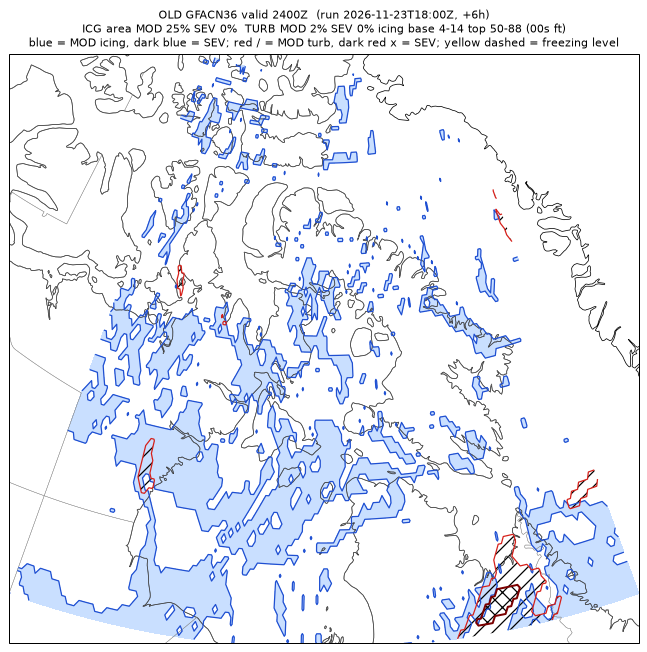 OLD GFACN36 valid 2400Z (run 2026-11-23T18:00Z, +6h)
ICG area MOD 25% SEV 0% TURB MOD 2% SEV 0% icing base 4-14 top 50-88 (00s ft)
blue = MOD icing, dark blue = SEV; red / = MOD turb, dark red x = SEV; yellow dashed = freezing level